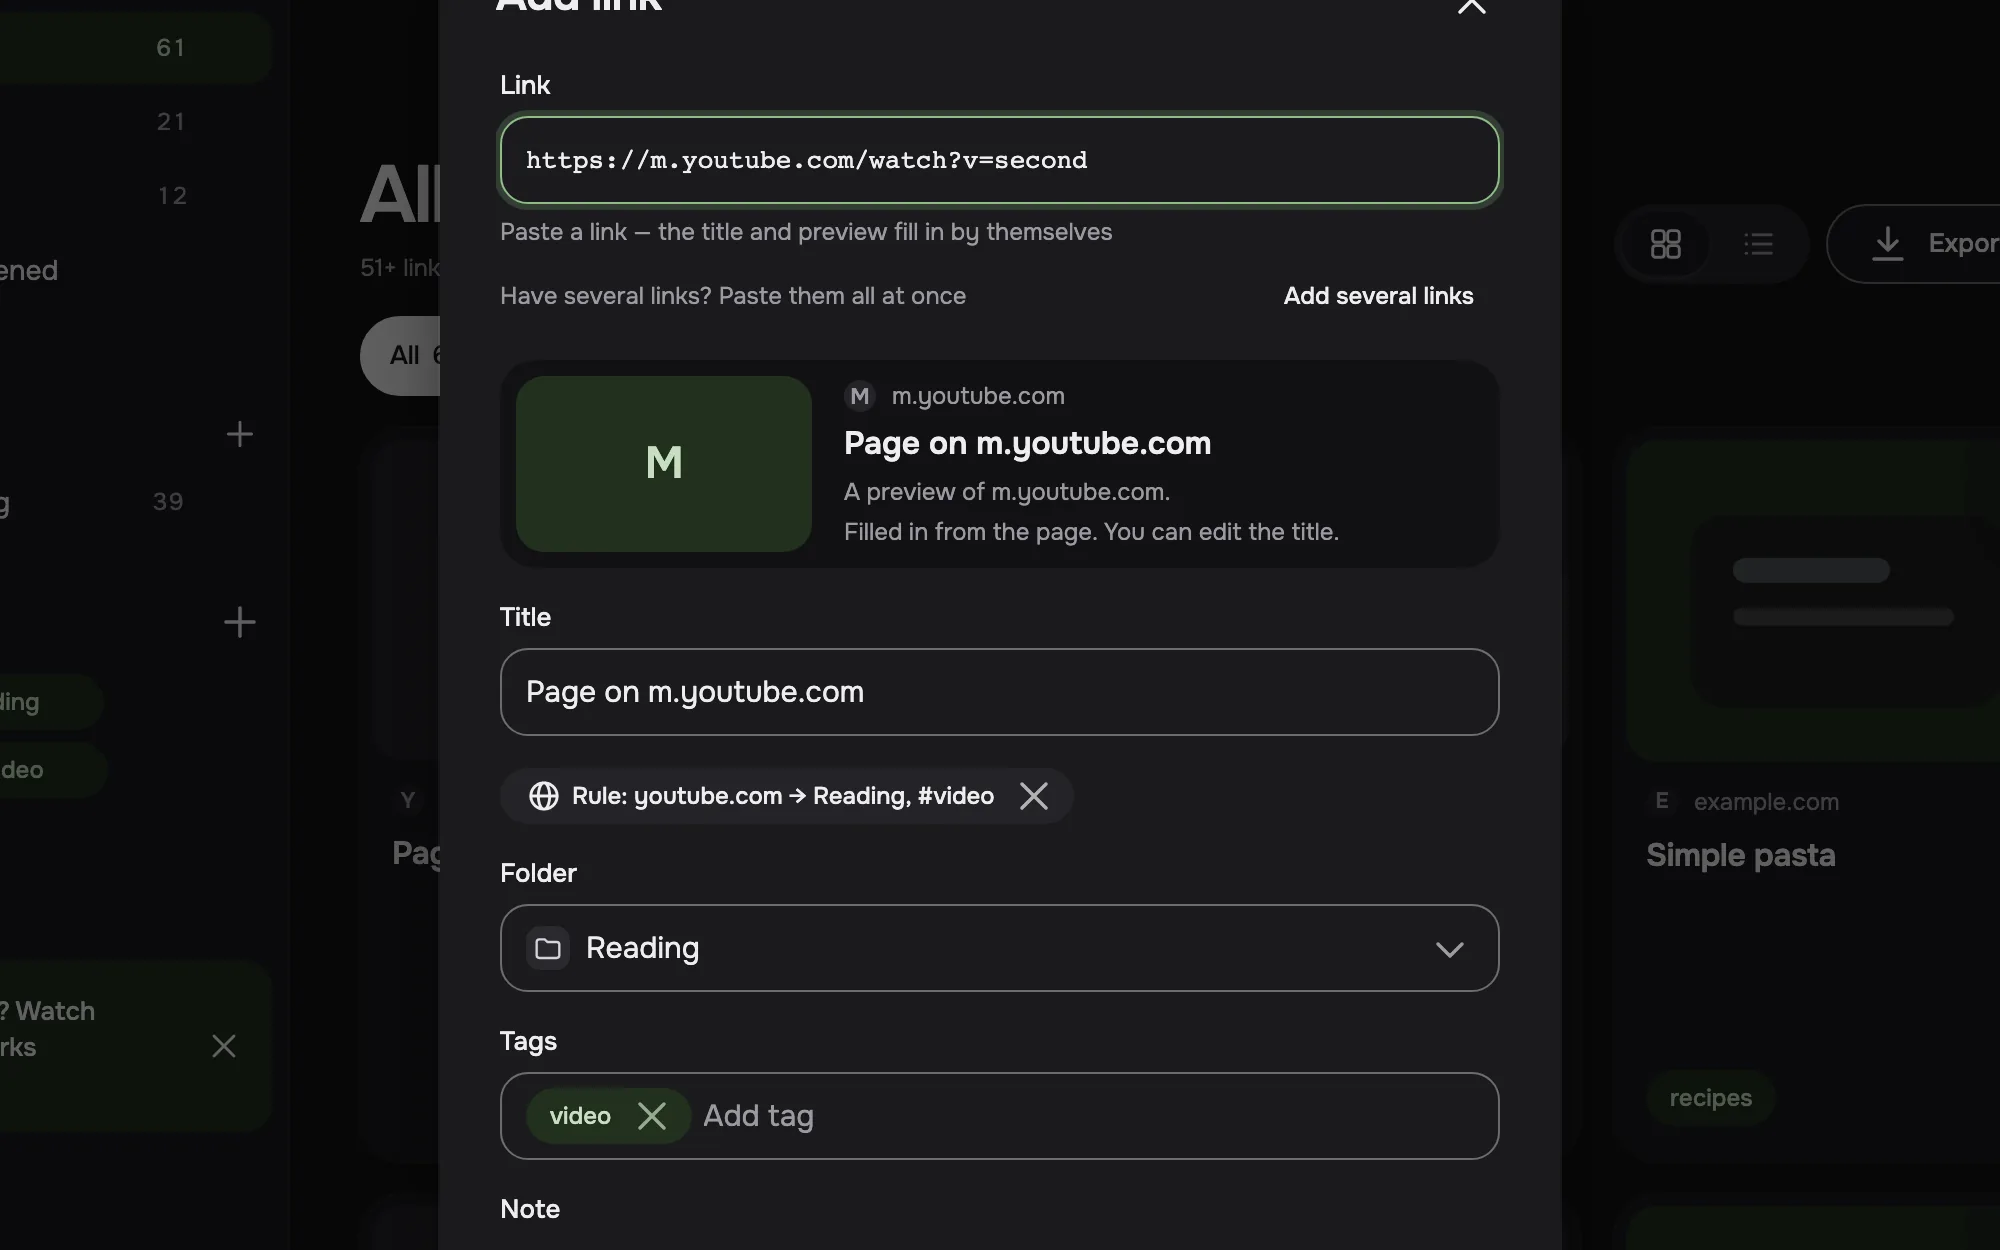 61
21
12
ened
39
ding
deo
? Watch
rks
All
51+ link
All 6
Y
Pag
Add link
Link
https://m.youtube.com/watch?v=second
Paste a link — the title and preview fill in by themselves
Have several links? Paste them all at once
Add several links
M
M m.youtube.com
Page on m.youtube.com
A preview of m.youtube.com.
Filled in from the page. You can edit the title.
Title
Page on m.youtube.com
Rule: youtube.com → Reading, #video
Folder
Reading
Tags
video Add tag
Note
Expor
E example.com
Simple pasta
recipes